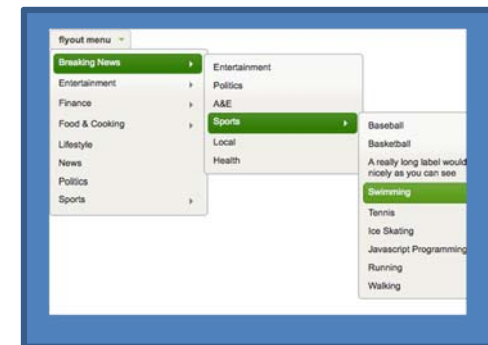 flyout menu
Breaking News
Entertainment
Finance
Food & Cooking
Lifestyle
News
Politics
Sports
Entertainment
Politics
A&E
Sports
Local
Health
Baseball
Basketball
A really long label would
nicely as you can see
Swimming
Tennis
Ice Skating
Javascript Programming
Running
Walking